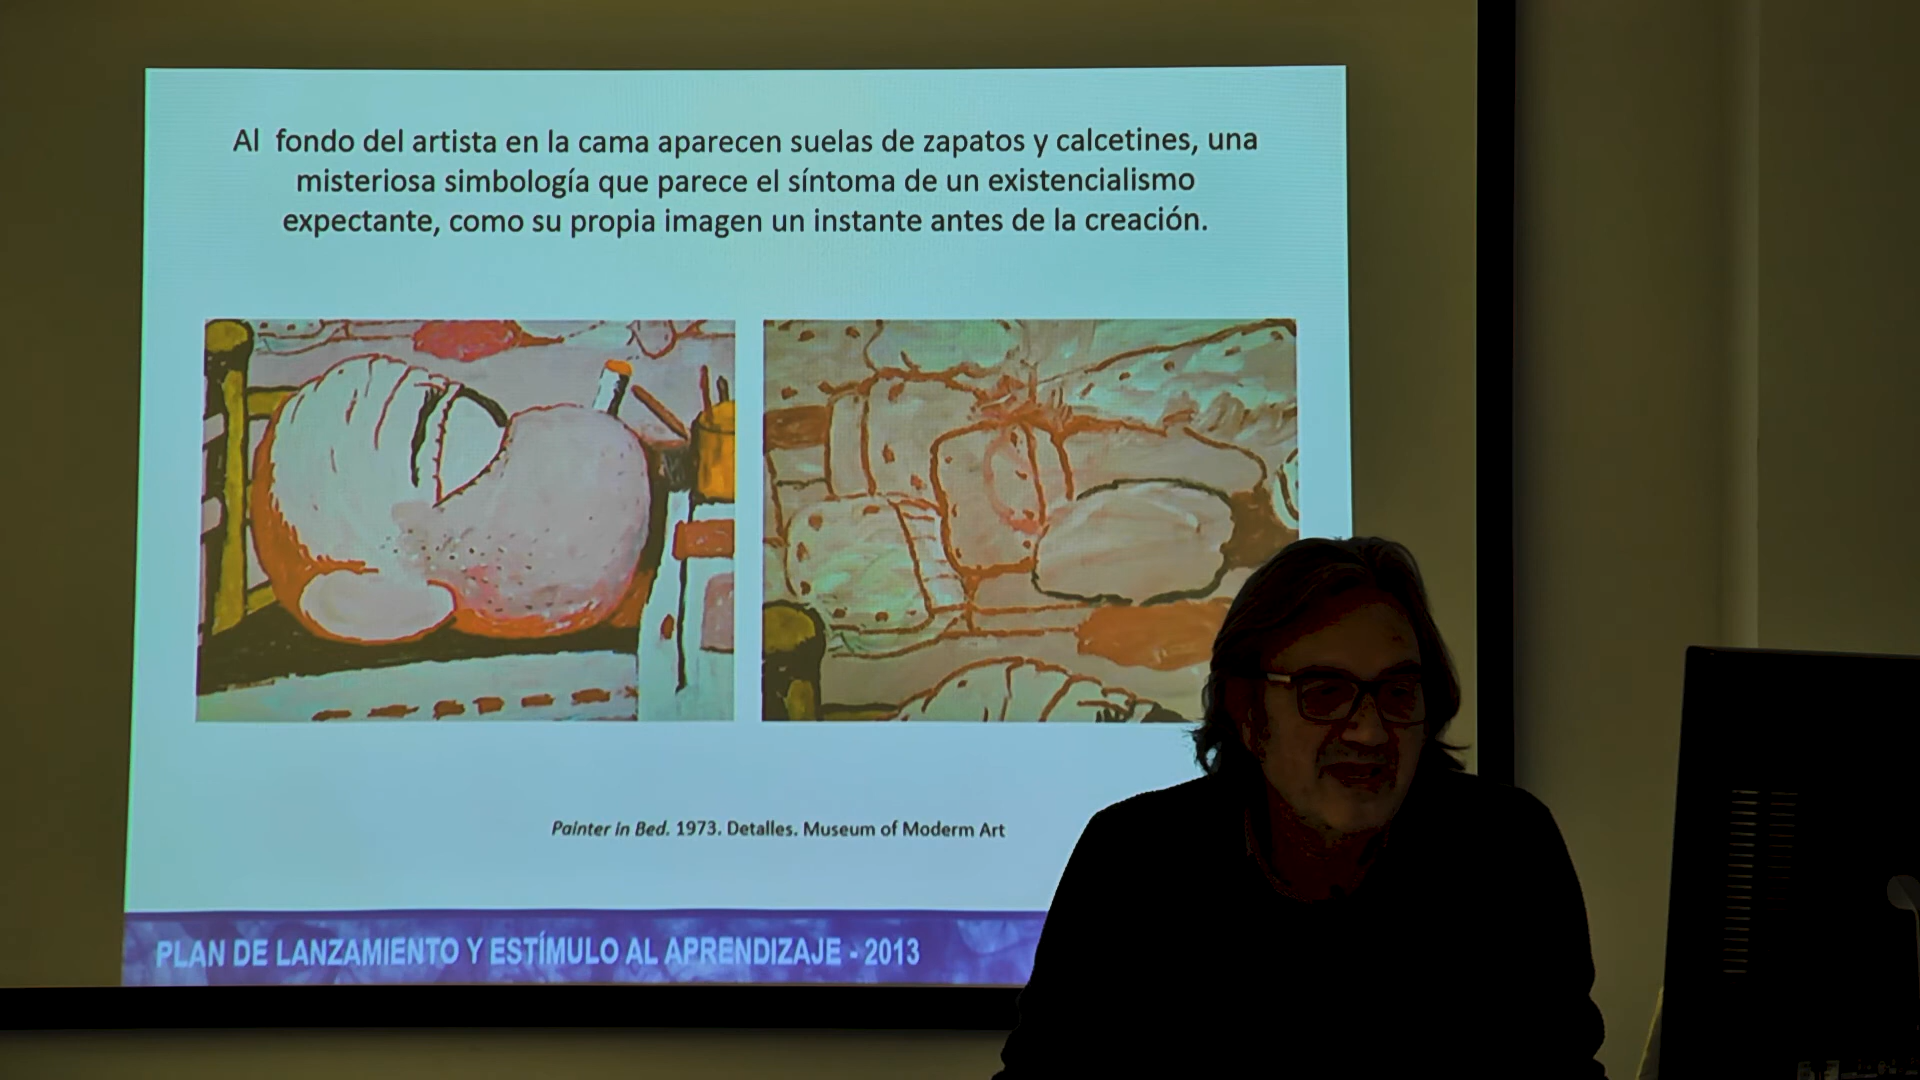 Al fondo del artista en la cama aparecen suelas de zapatos y calcetines, una
misteriosa simbología que parece el síntoma de un existencialismo
expectante, como su propia imagen un instante antes de la creación.
Painter in Bed. 1973. Detalles. Museum of Moderm Art
PLAN DE LANZAMIENTO Y ESTÍMULO AL APRENDIZAJE - 2013